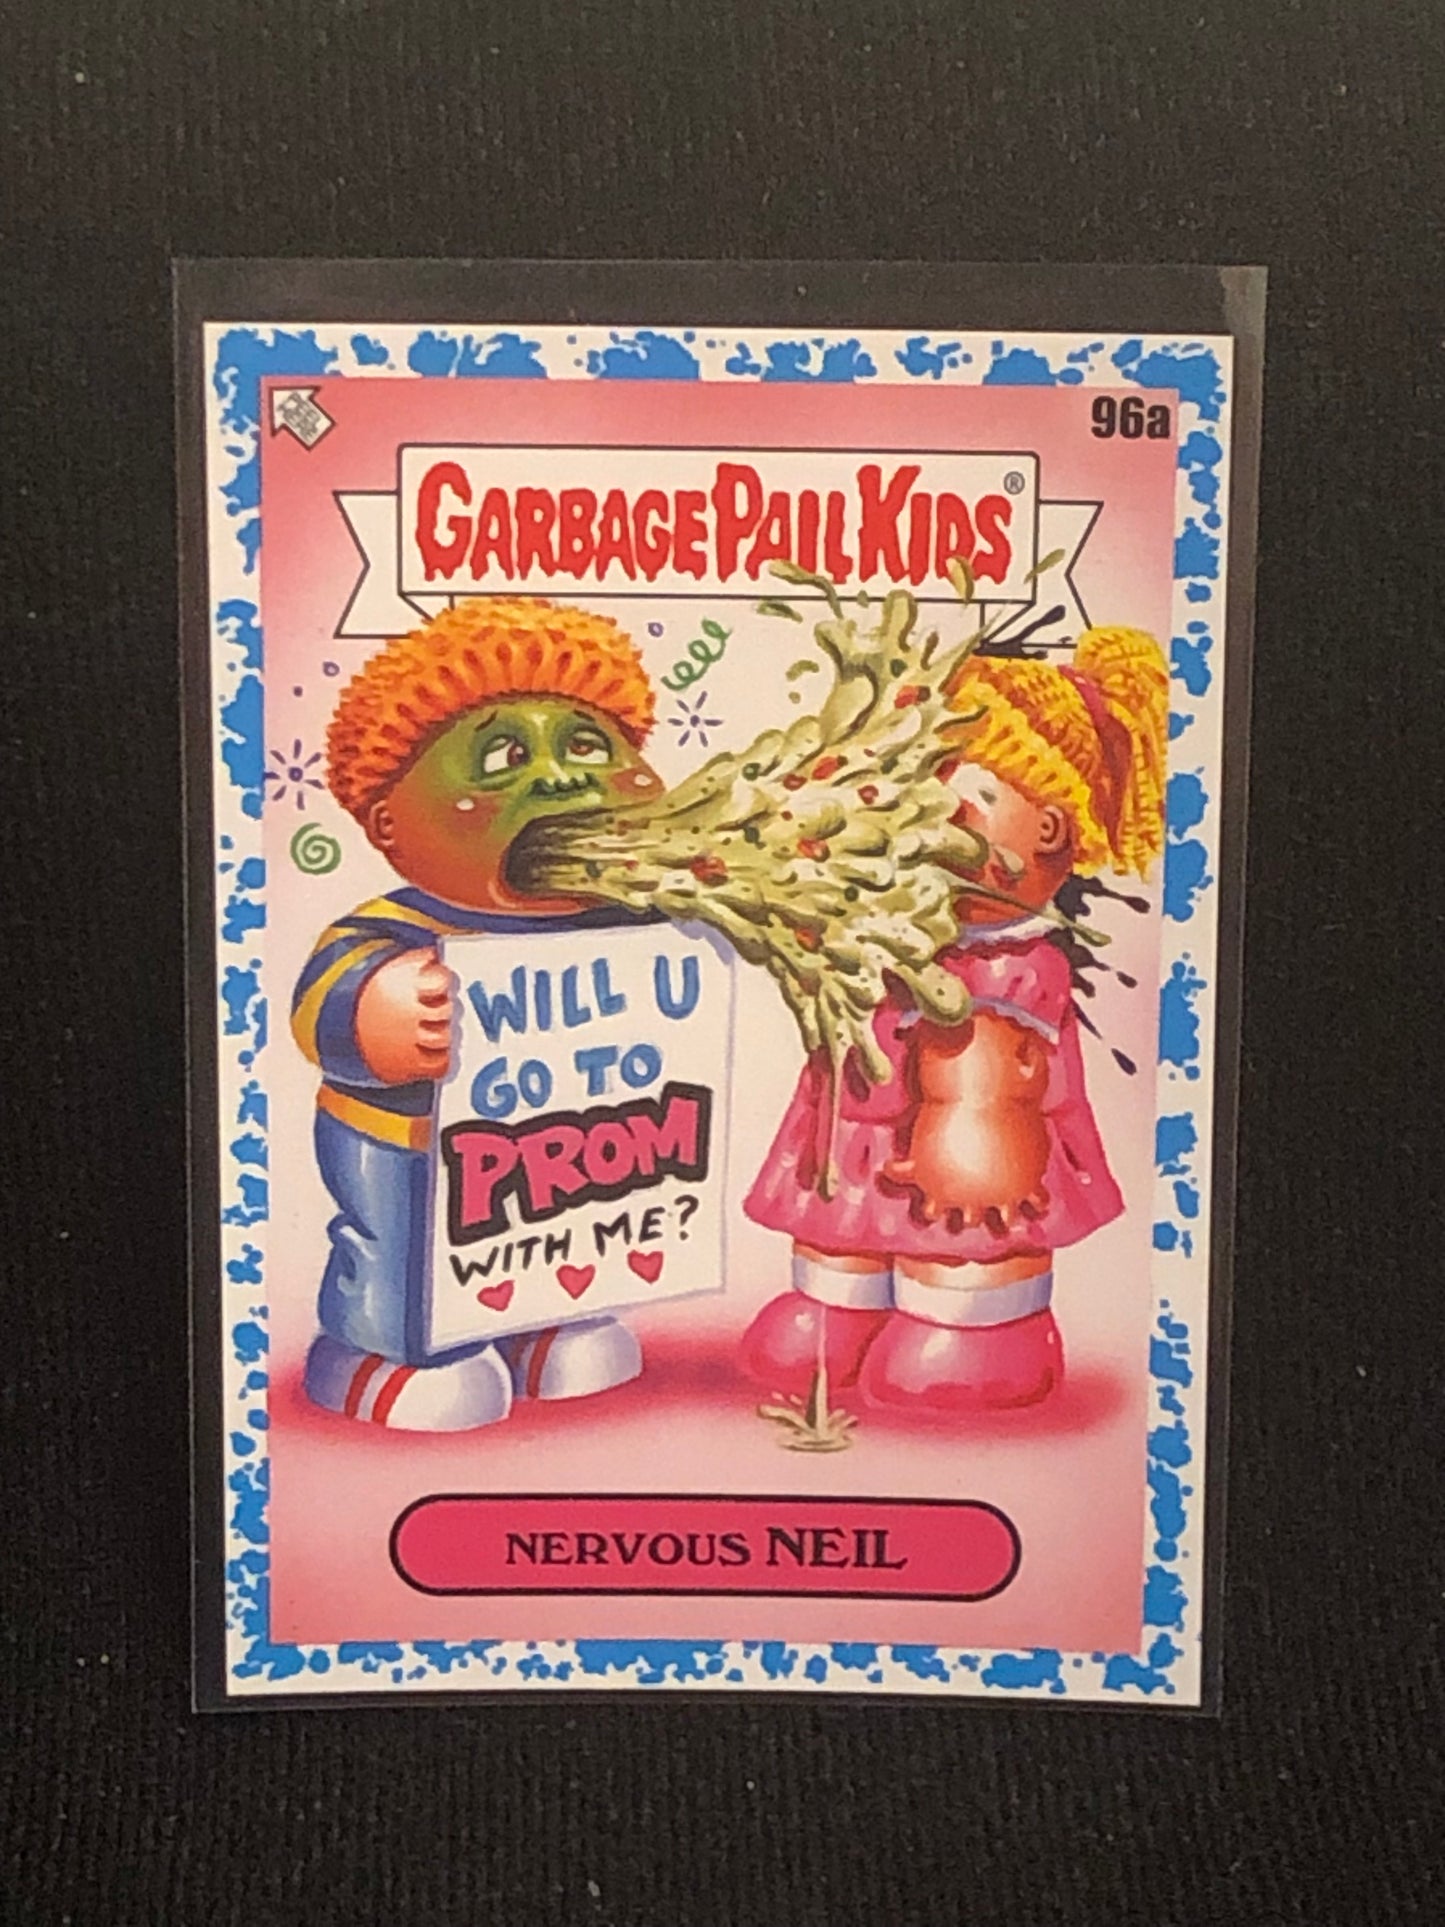 96a
GARBAGE PAIL KIDS®
WILL U
GO TO
PROM
WITH ME?
NERVOUS NEIL